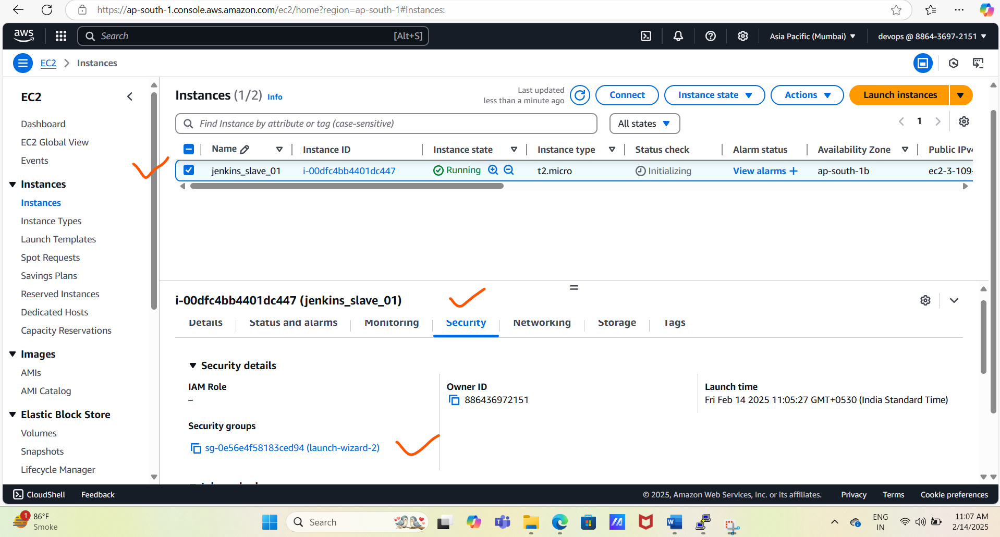 https://ap-south-1.console.aws.amazon.com/ec2/home?region=ap-south-1#Instances:
aws
Search [Alt+S]
Asia Pacific (Mumbai)
devops @ 8864-3697-2151
EC2 > Instances
EC2
Dashboard
EC2 Global View
Events
Instances
Instances
Instance Types
Launch Templates
Spot Requests
Savings Plans
Reserved Instances
Dedicated Hosts
Capacity Reservations
Images
AMIs
AMI Catalog
Elastic Block Store
Volumes
Snapshots
Lifecycle Manager
Instances (1/2) Info
Last updated
less than a minute ago
Connect
Instance state
Actions
Launch instances
Find Instance by attribute or tag (case-sensitive)
All states
1
Name Instance ID Instance state Instance type Status check Alarm status Availability Zone Public IPv4
jenkins_slave_01 i-00dfc4bb4401dc447 Running t2.micro Initializing View alarms + ap-south-1b ec2-3-109-
i-00dfc4bb4401dc447 (jenkins_slave_01)
Details Status and alarms Monitoring Security Networking Storage Tags
Security details
IAM Role
–
Owner ID
886436972151
Launch time
Fri Feb 14 2025 11:05:27 GMT+0530 (India Standard Time)
Security groups
sg-0e56e4f58183ced94 (launch-wizard-2)
CloudShell Feedback
© 2025, Amazon Web Services, Inc. or its affiliates. Privacy Terms Cookie preferences
1
86°F
Smoke
Search
ENG
IN
11:07 AM
2/14/2025